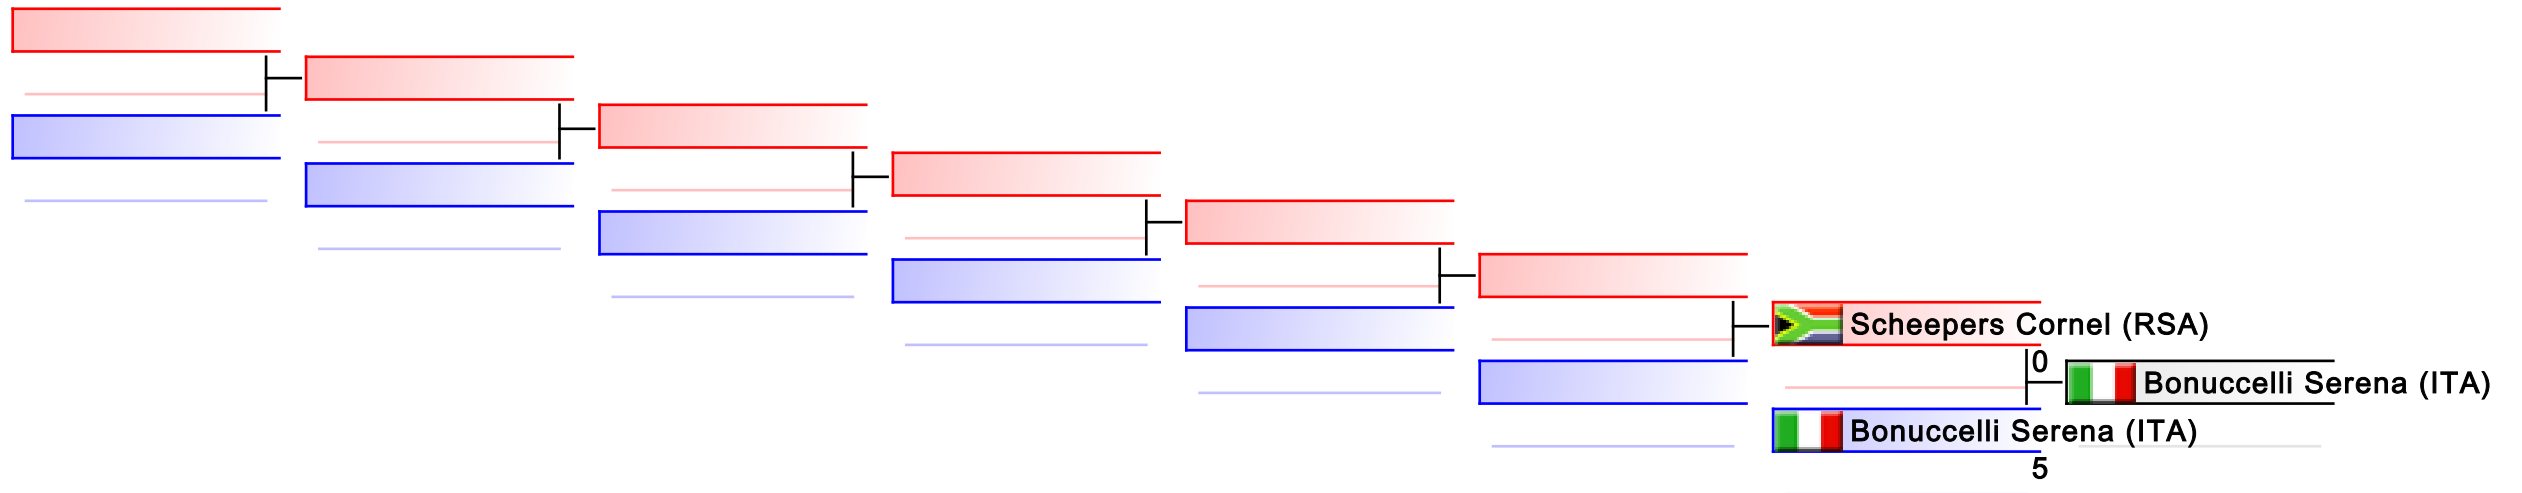 Scheepers Cornel (RSA)
0
Bonuccelli Serena (ITA)
Bonuccelli Serena (ITA)
5